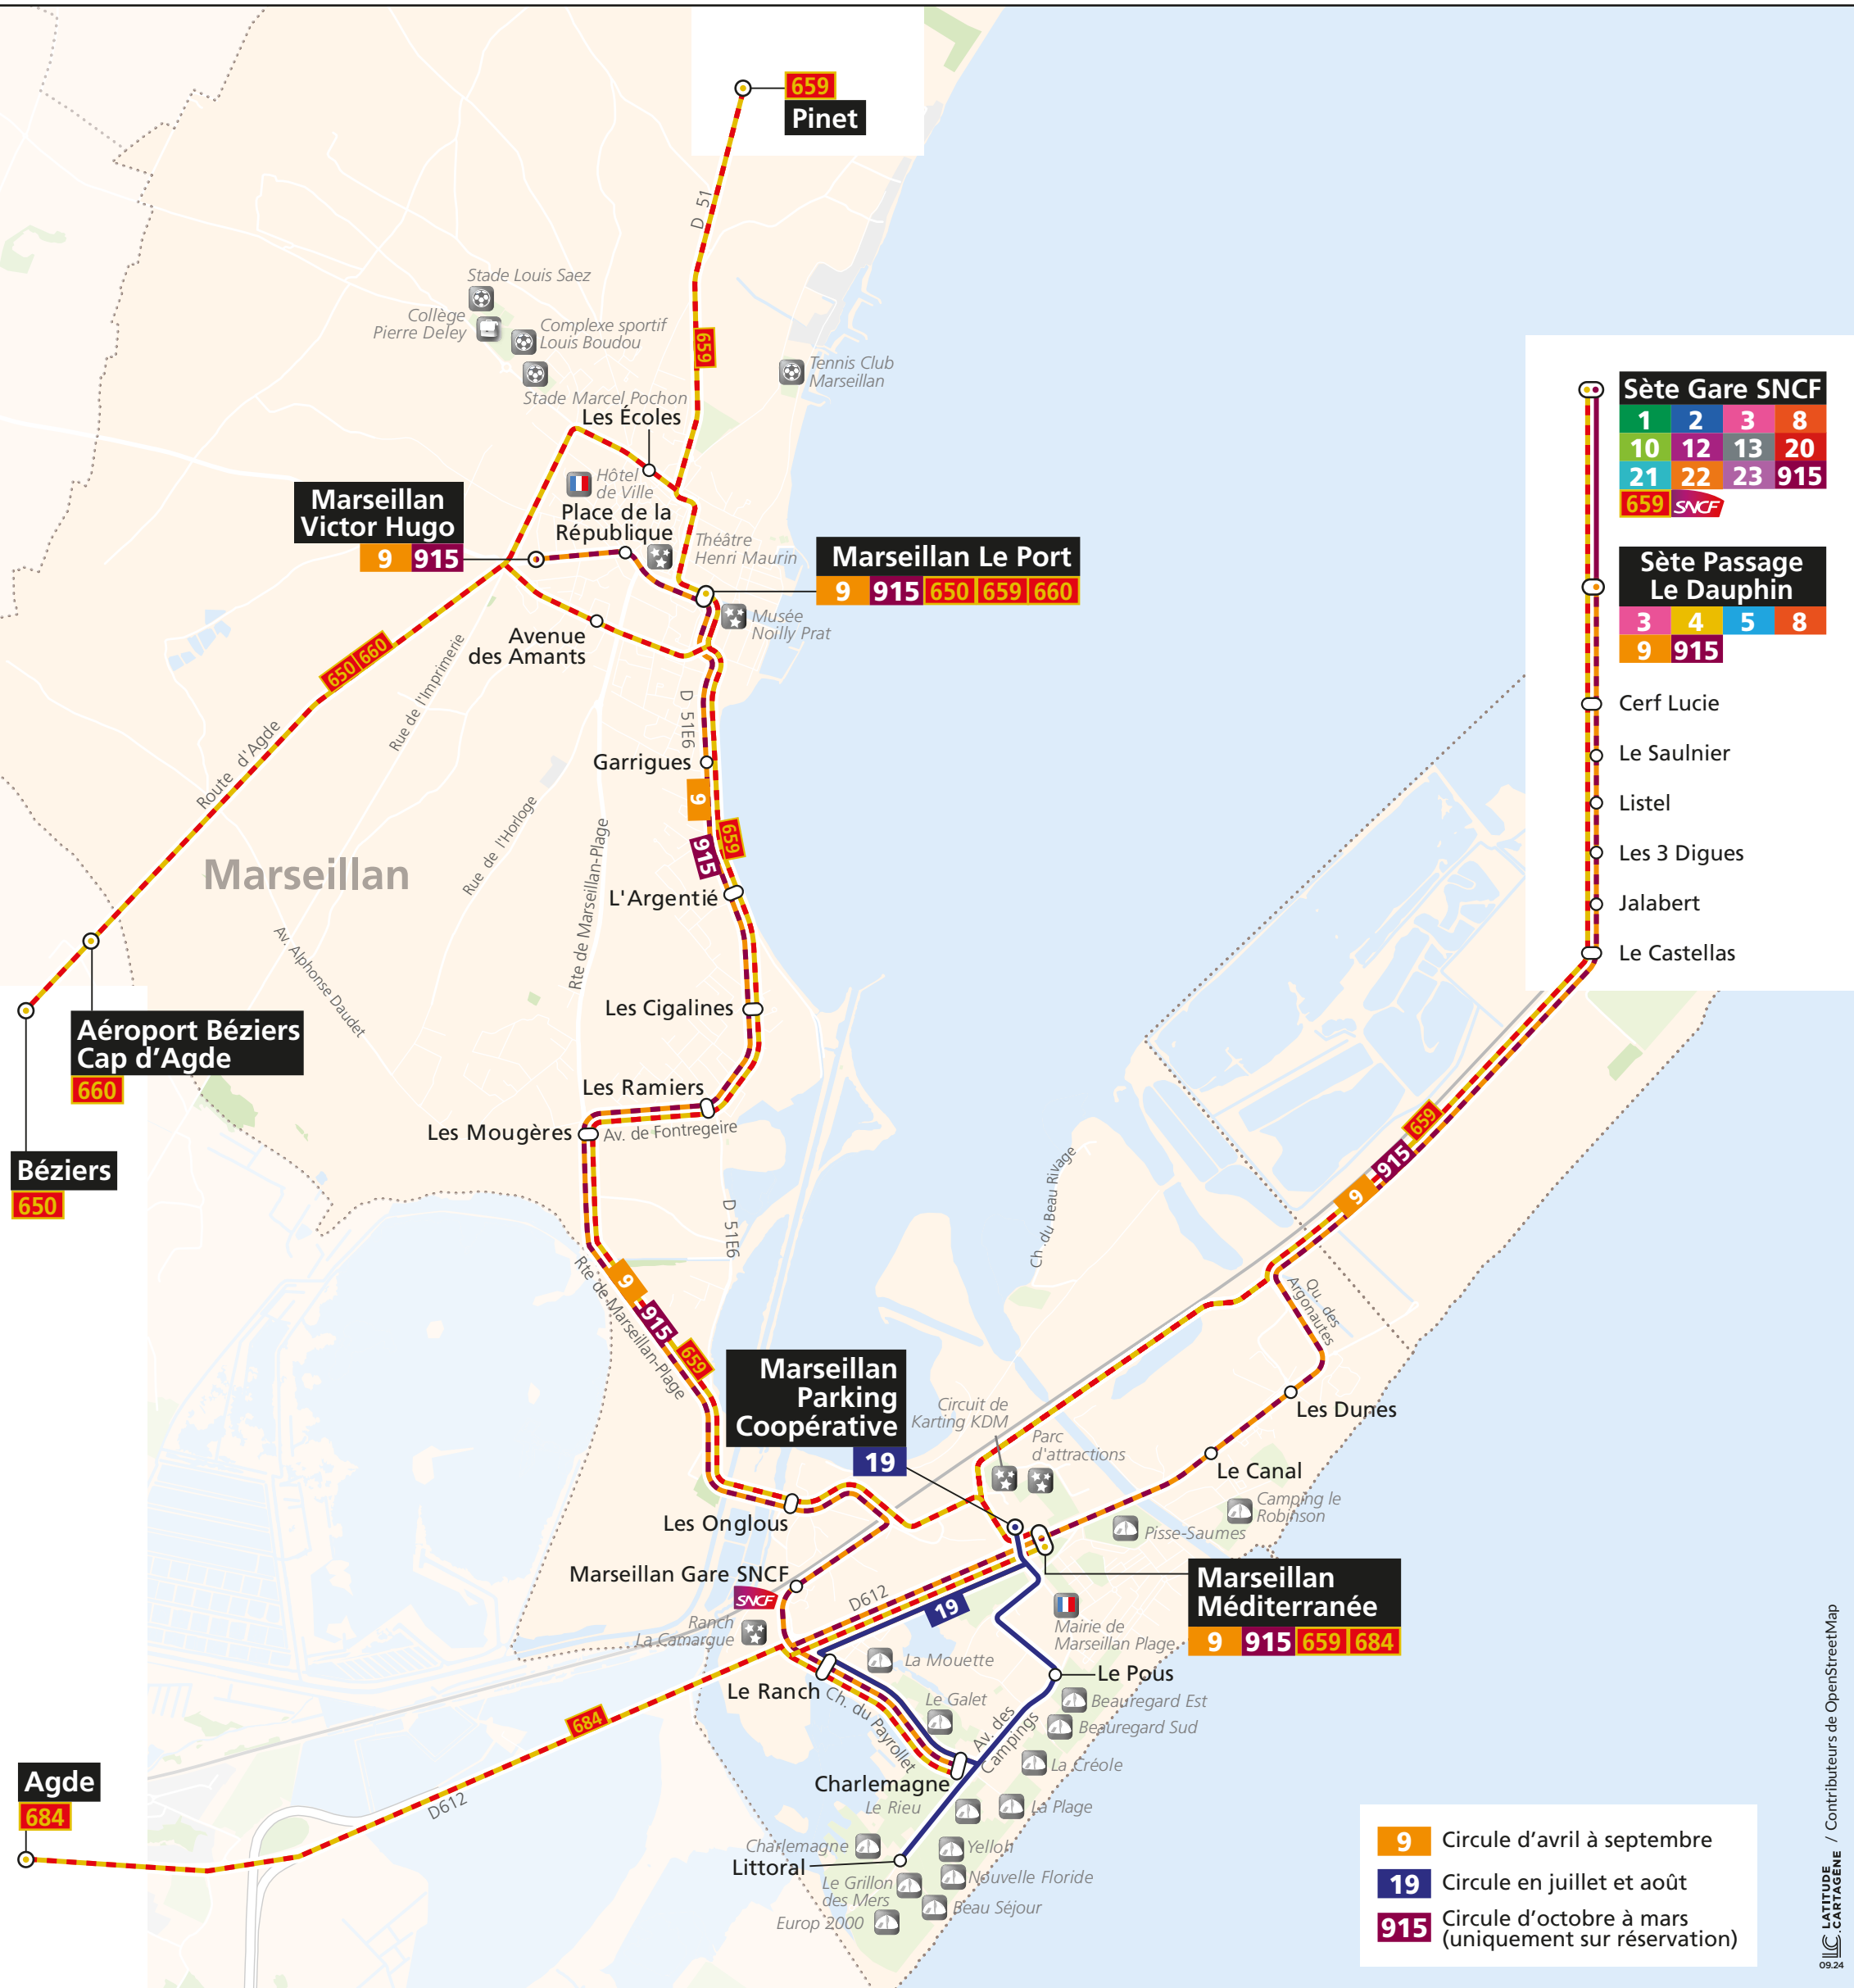 659
Pinet
D 51
Stade Louis Saez
Collège
Pierre Deley
Complexe sportif
Louis Boudou
659
Tennis Club
Marseillan
Stade Marcel Pochon
Les Écoles
Hôtel
de Ville
Marseillan
Victor Hugo
9 915
Place de la
République
Théâtre
Henri Maurin
Marseillan Le Port
9 915 650 659 660
Musée
Noilly Prat
Avenue
des Amants
650 660
Rue de l'Imprimerie
Route d'Agde
D 51E6
Garrigues
9
915
659
Rue de l'Horloge
Rte de Marseillan-Plage
Marseillan
L'Argentié
Av. Alphonse Daudet
Les Cigalines
Aéroport Béziers
Cap d'Agde
660
Béziers
650
Les Ramiers
Les Mougères
Av. de Fontregeire
D 51E6
Rte de Marseillan-Plage
9
915
659
Ch. du Beau Rivage
Sète Gare SNCF
1 2 3 8
10 12 13 20
21 22 23 915
659 SNCF
Sète Passage
Le Dauphin
3 4 5 8
9 915
Cerf Lucie
Le Saulnier
Listel
Les 3 Digues
Jalabert
Le Castellas
659
915
9
Qu. des
Argonautes
Les Dunes
Le Canal
Marseillan
Parking
Coopérative
19
Circuit de
Karting KDM
Parc
d'attractions
Camping le
Robinson
Pisse-Saumes
Les Onglous
Marseillan Gare SNCF
SNCF
D612
19
Ranch
La Camargue
Marseillan
Méditerranée
9 915 659 684
Mairie de
Marseillan Plage
La Mouette
Le Pous
Le Ranch
Ch. du Payrollet
Le Galet
Av. des
Campings
Beauregard Est
Beauregard Sud
La Créole
684
Charlemagne
Le Rieu
La Plage
Agde
684
D612
Charlemagne
Yelloh
Littoral
Nouvelle Floride
Le Grillon
des Mers
Beau Séjour
Europ 2000
9 Circule d'avril à septembre
19 Circule en juillet et août
915 Circule d'octobre à mars
(uniquement sur réservation)
LC LATITUDE CARTAGÈNE / Contributeurs de OpenStreetMap
09.24